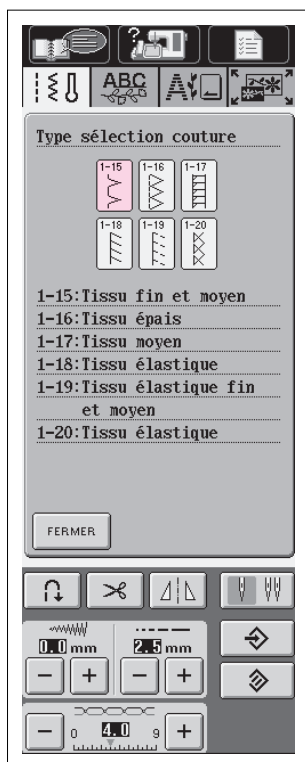 ABC
A
Type sélection couture
1-15 1-16 1-17
1-18 1-19 1-20
1-15:Tissu fin et moyen
1-16:Tissu épais
1-17:Tissu moyen
1-18:Tissu élastique
1-19:Tissu élastique fin
et moyen
1-20:Tissu élastique
FERMER
0.0 mm 2.5 mm
- + - +
- 0 4.0 9 +